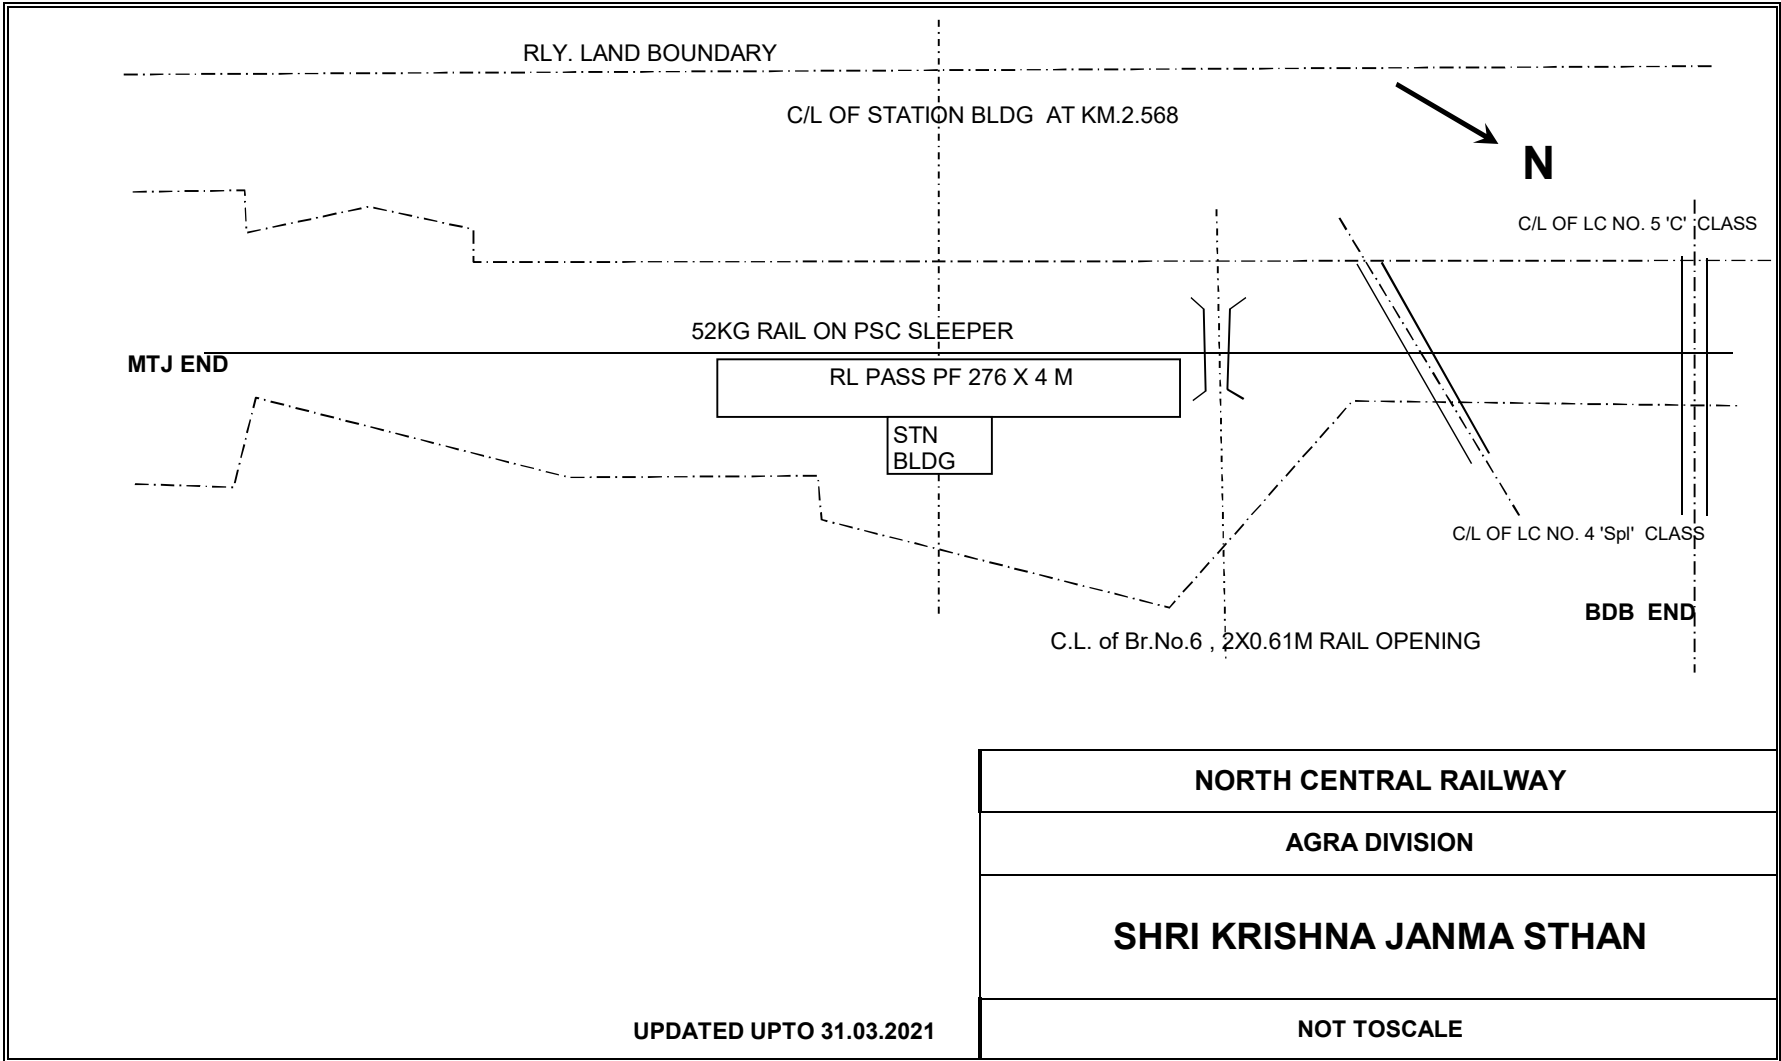 RLY. LAND BOUNDARY
C/L OF STATION BLDG AT KM.2.568
N
C/L OF LC NO. 5 'C' CLASS
52KG RAIL ON PSC SLEEPER
MTJ END
RL PASS PF 276 X 4 M
STN
BLDG
C/L OF LC NO. 4 'Spl' CLASS
BDB END
C.L. of Br.No.6 , 2X0.61M RAIL OPENING
NORTH CENTRAL RAILWAY
AGRA DIVISION
SHRI KRISHNA JANMA STHAN
UPDATED UPTO 31.03.2021
NOT TOSCALE